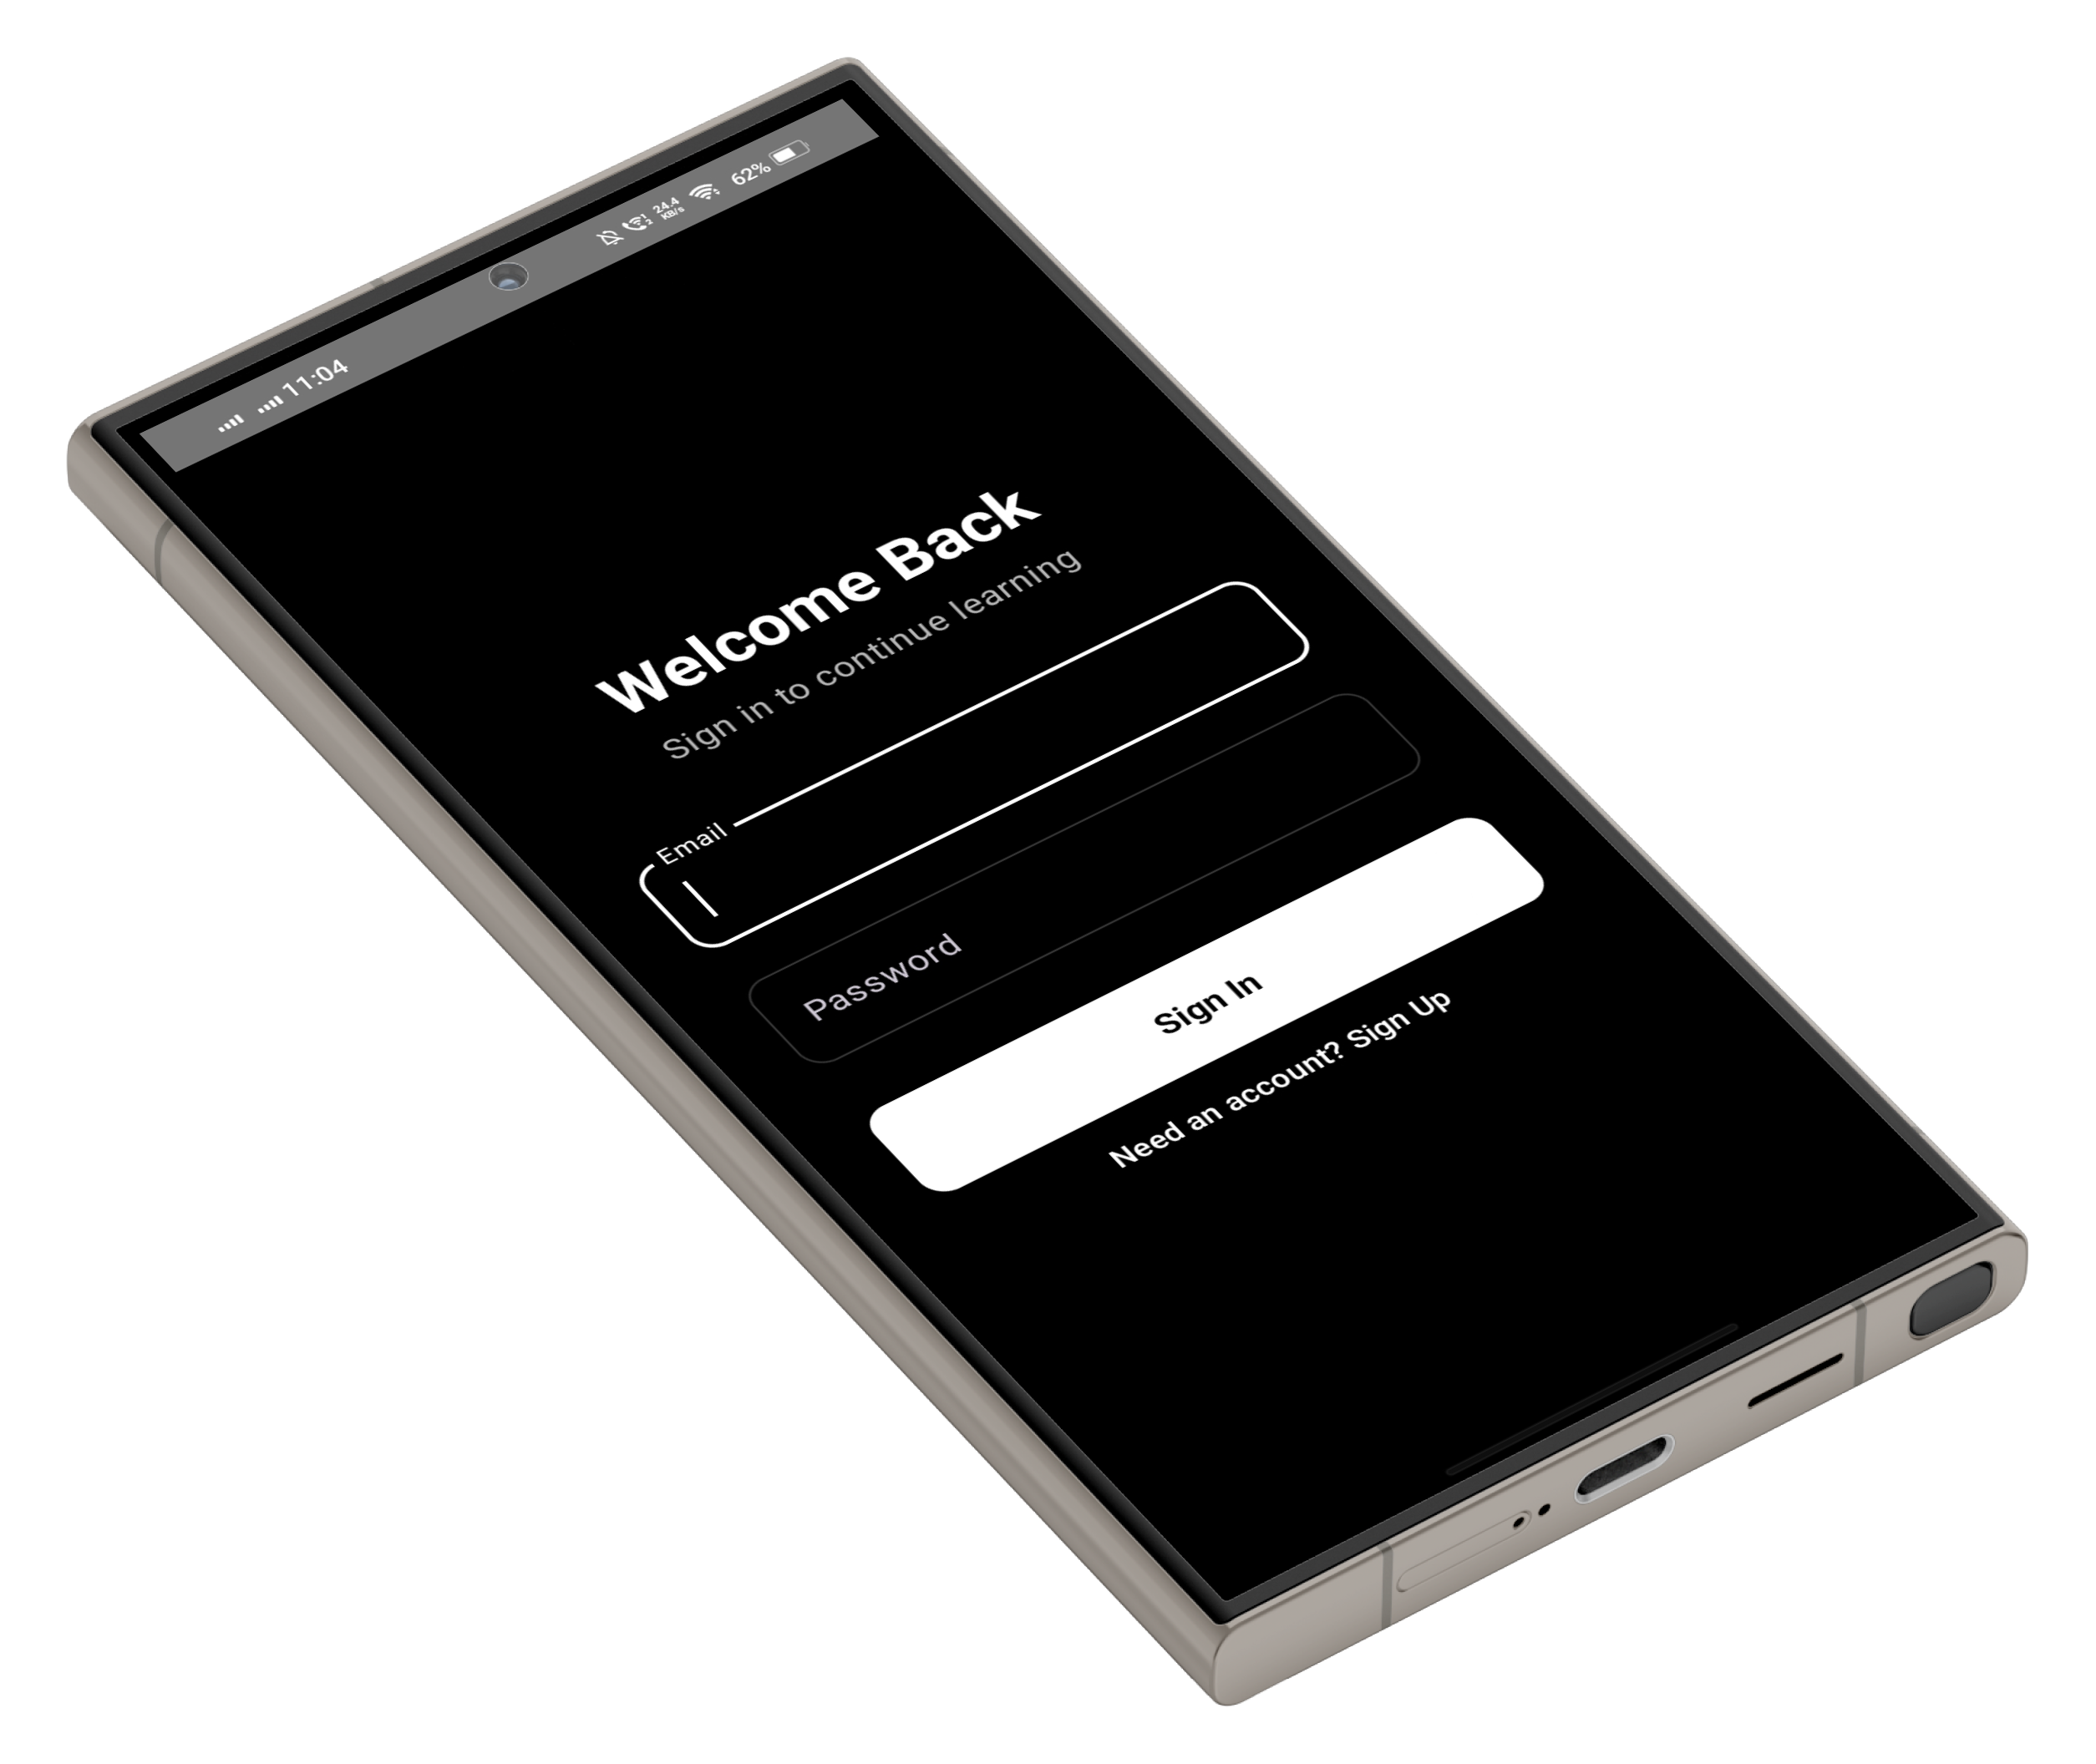 11:04 24.4 KB/s 62%
Welcome Back
Sign in to continue learning
Email
Password
Sign In
Need an account? Sign Up